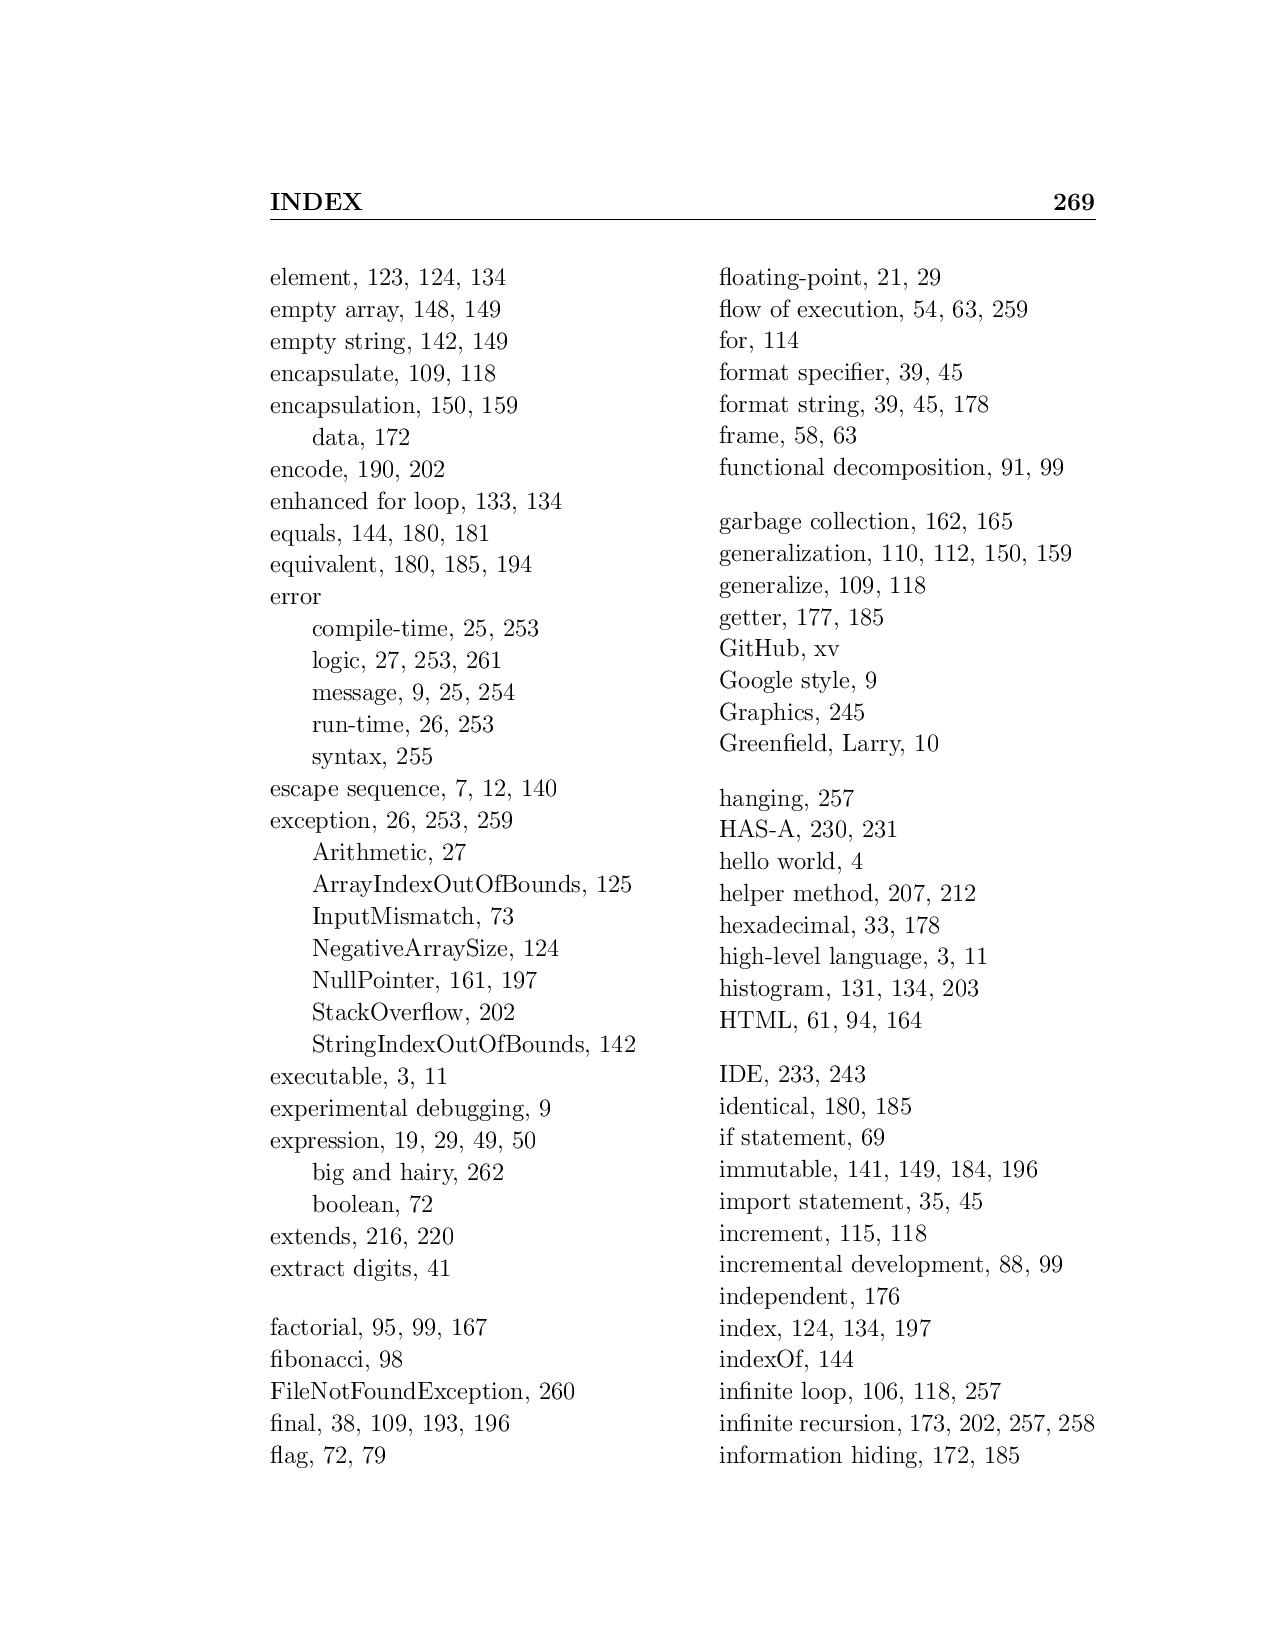 INDEX 269
element, 123, 124, 134
empty array, 148, 149
empty string, 142, 149
encapsulate, 109, 118
encapsulation, 150, 159
data, 172
encode, 190, 202
enhanced for loop, 133, 134
equals, 144, 180, 181
equivalent, 180, 185, 194
error
compile-time, 25, 253
logic, 27, 253, 261
message, 9, 25, 254
run-time, 26, 253
syntax, 255
escape sequence, 7, 12, 140
exception, 26, 253, 259
Arithmetic, 27
ArrayIndexOutOfBounds, 125
InputMismatch, 73
NegativeArraySize, 124
NullPointer, 161, 197
StackOverflow, 202
StringIndexOutOfBounds, 142
executable, 3, 11
experimental debugging, 9
expression, 19, 29, 49, 50
big and hairy, 262
boolean, 72
extends, 216, 220
extract digits, 41
factorial, 95, 99, 167
fibonacci, 98
FileNotFoundException, 260
final, 38, 109, 193, 196
flag, 72, 79
floating-point, 21, 29
flow of execution, 54, 63, 259
for, 114
format specifier, 39, 45
format string, 39, 45, 178
frame, 58, 63
functional decomposition, 91, 99
garbage collection, 162, 165
generalization, 110, 112, 150, 159
generalize, 109, 118
getter, 177, 185
GitHub, xv
Google style, 9
Graphics, 245
Greenfield, Larry, 10
hanging, 257
HAS-A, 230, 231
hello world, 4
helper method, 207, 212
hexadecimal, 33, 178
high-level language, 3, 11
histogram, 131, 134, 203
HTML, 61, 94, 164
IDE, 233, 243
identical, 180, 185
if statement, 69
immutable, 141, 149, 184, 196
import statement, 35, 45
increment, 115, 118
incremental development, 88, 99
independent, 176
index, 124, 134, 197
indexOf, 144
infinite loop, 106, 118, 257
infinite recursion, 173, 202, 257, 258
information hiding, 172, 185